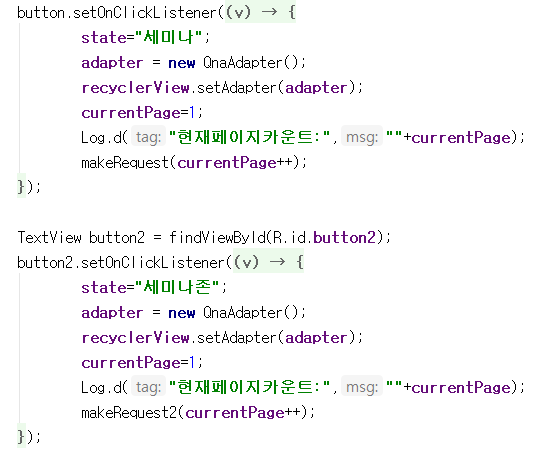 button.setOnClickListener((v) → {
state="세미나";
adapter = new QnaAdapter();
recyclerView.setAdapter(adapter);
currentPage=1;
Log.d( tag: "현재페이지카운트:", msg: ""+currentPage);
makeRequest(currentPage++);
});
TextView button2 = findViewById(R.id.button2);
button2.setOnClickListener((v) → {
state="세미나존";
adapter = new QnaAdapter();
recyclerView.setAdapter(adapter);
currentPage=1;
Log.d( tag: "현재페이지카운트:", msg: ""+currentPage);
makeRequest2(currentPage++);
});